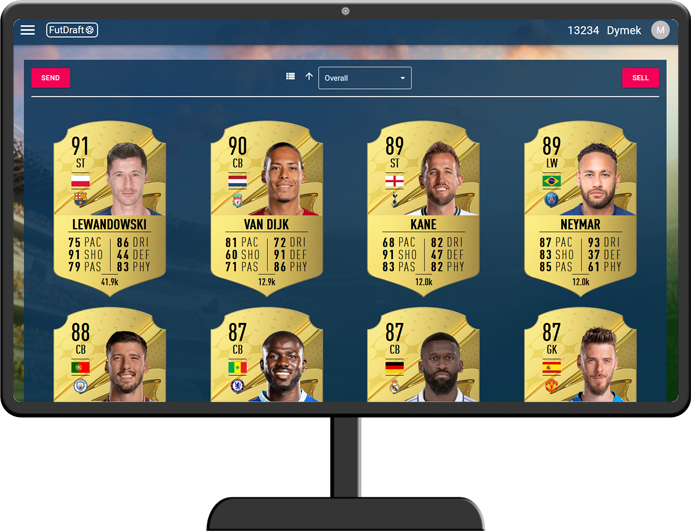 FutDraft
13234 Dymek M
SEND
Overall
SELL
91
ST
LEWANDOWSKI
75 PAC 86 DRI
91 SHO 44 DEF
79 PAS 83 PHY
41.9k
90
CB
VAN DIJK
81 PAC 72 DRI
60 SHO 91 DEF
71 PAS 86 PHY
12.9k
89
ST
KANE
68 PAC 82 DRI
91 SHO 47 DEF
83 PAS 82 PHY
12.0k
89
LW
NEYMAR
87 PAC 93 DRI
83 SHO 37 DEF
85 PAS 61 PHY
12.0k
88
CB
87
CB
87
CB
87
GK